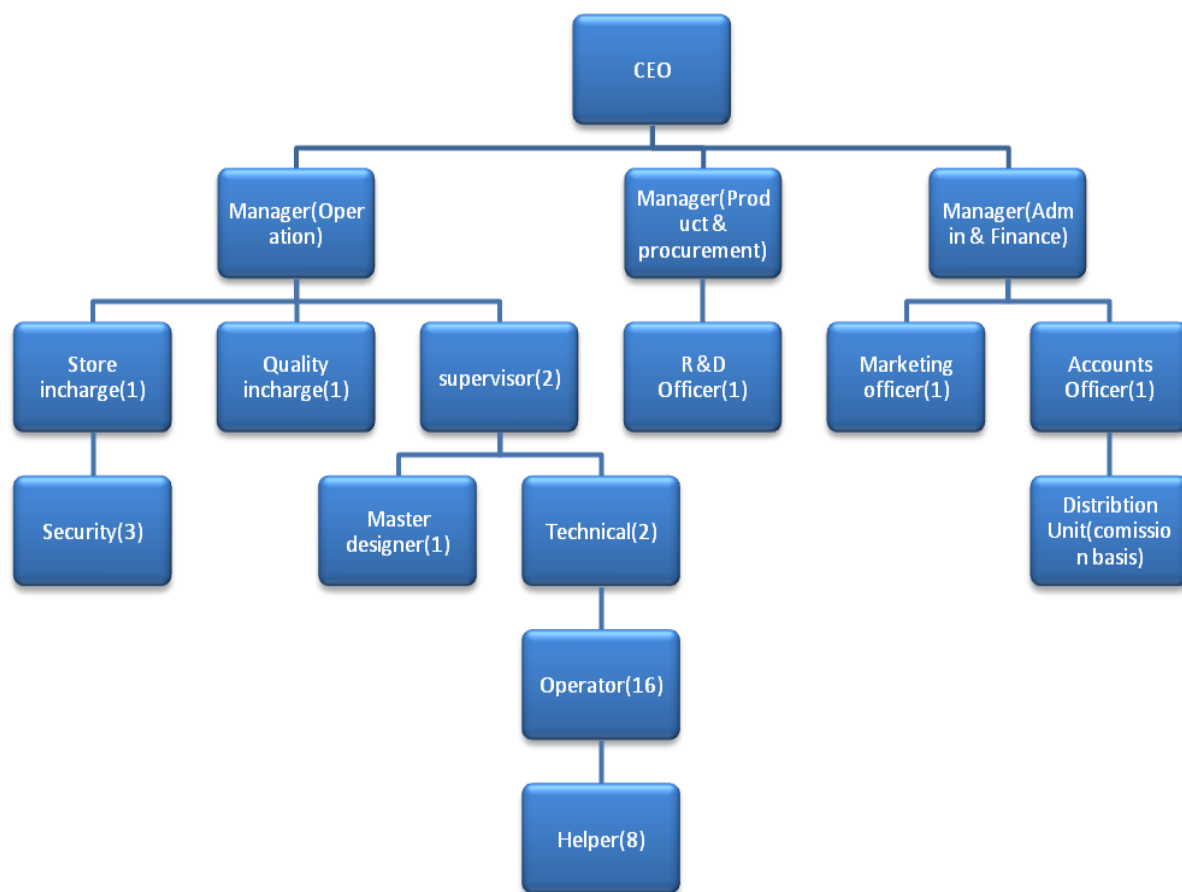 CEO
Manager(Oper
ation)
Manager(Prod
uct &
procurement)
Manager(Adm
in & Finance)
Store
incharge(1)
Quality
incharge(1)
supervisor(2)
R &D
Officer(1)
Marketing
officer(1)
Accounts
Officer(1)
Security(3)
Master
designer(1)
Technical(2)
Distribtion
Unit(comissio
n basis)
Operator(16)
Helper(8)